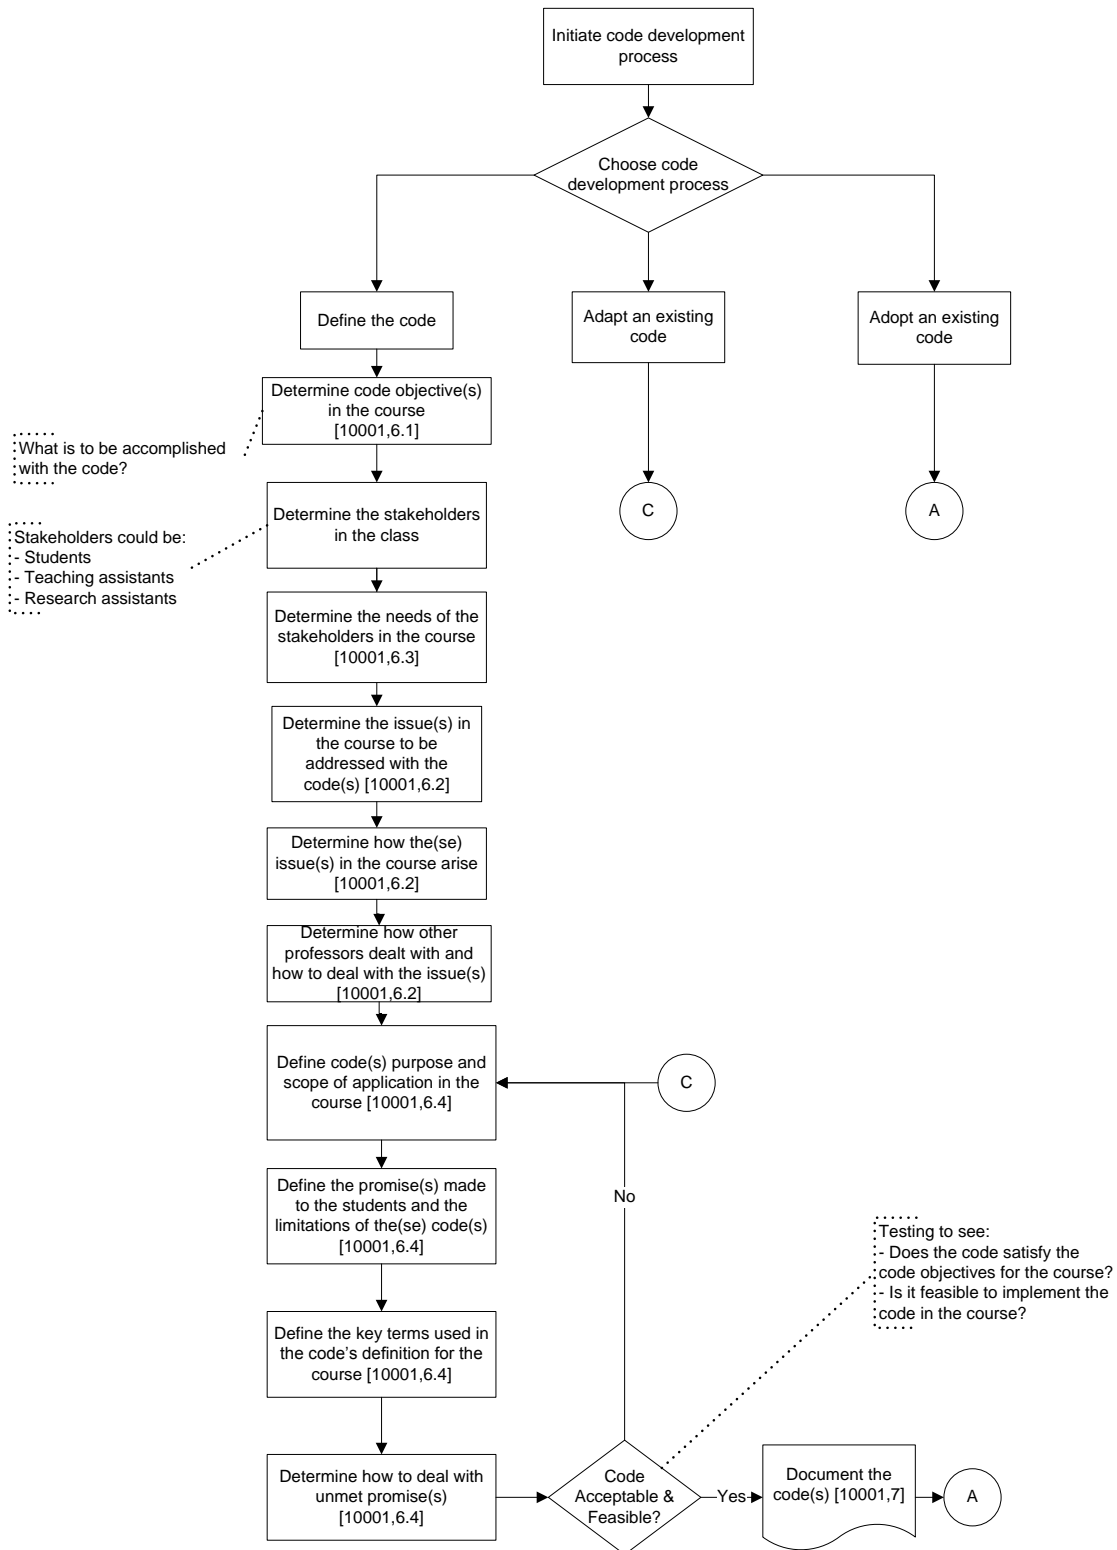 Initiate code development
process
Choose code
development process
Define the code
Adapt an existing
code
Adopt an existing
code
Determine code objective(s)
in the course
[10001,6.1]
What is to be accomplished
with the code?
C
A
Determine the stakeholders
in the class
Stakeholders could be:
- Students
- Teaching assistants
- Research assistants
Determine the needs of the
stakeholders in the course
[10001,6.3]
Determine the issue(s) in
the course to be
addressed with the
code(s) [10001,6.2]
Determine how the(se)
issue(s) in the course arise
[10001,6.2]
Determine how other
professors dealt with and
how to deal with the issue(s)
[10001,6.2]
Define code(s) purpose and
scope of application in the
course [10001,6.4]
C
Define the promise(s) made
to the students and the
limitations of the(se) code(s)
[10001,6.4]
No
Testing to see:
- Does the code satisfy the
code objectives for the course?
- Is it feasible to implement the
code in the course?
Define the key terms used in
the code's definition for the
course [10001,6.4]
Determine how to deal with
unmet promise(s)
[10001,6.4]
Code
Acceptable &
Feasible?
Yes
Document the
code(s) [10001,7]
A